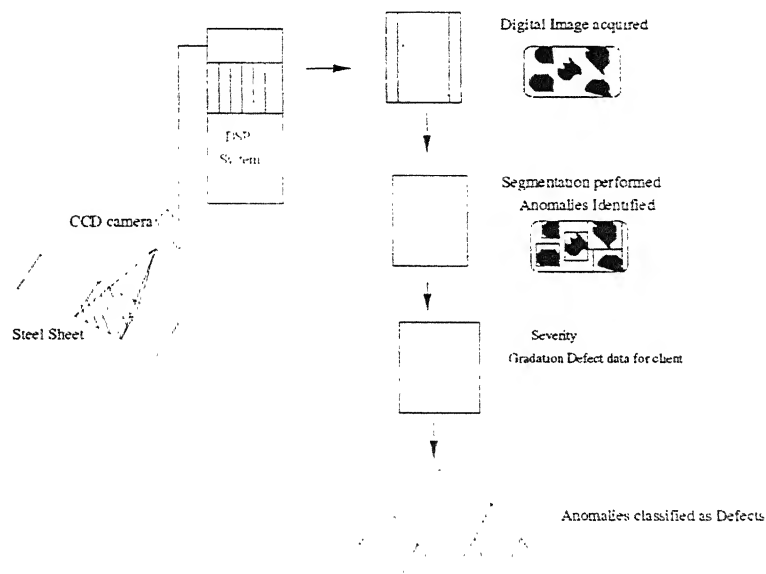 Digital Image acquired
DSP
System
Segmentation performed
Anomalies Identified
CCD camera
Steel Sheet
Severity
Gradation Defect data for client
Anomalies classified as Defects